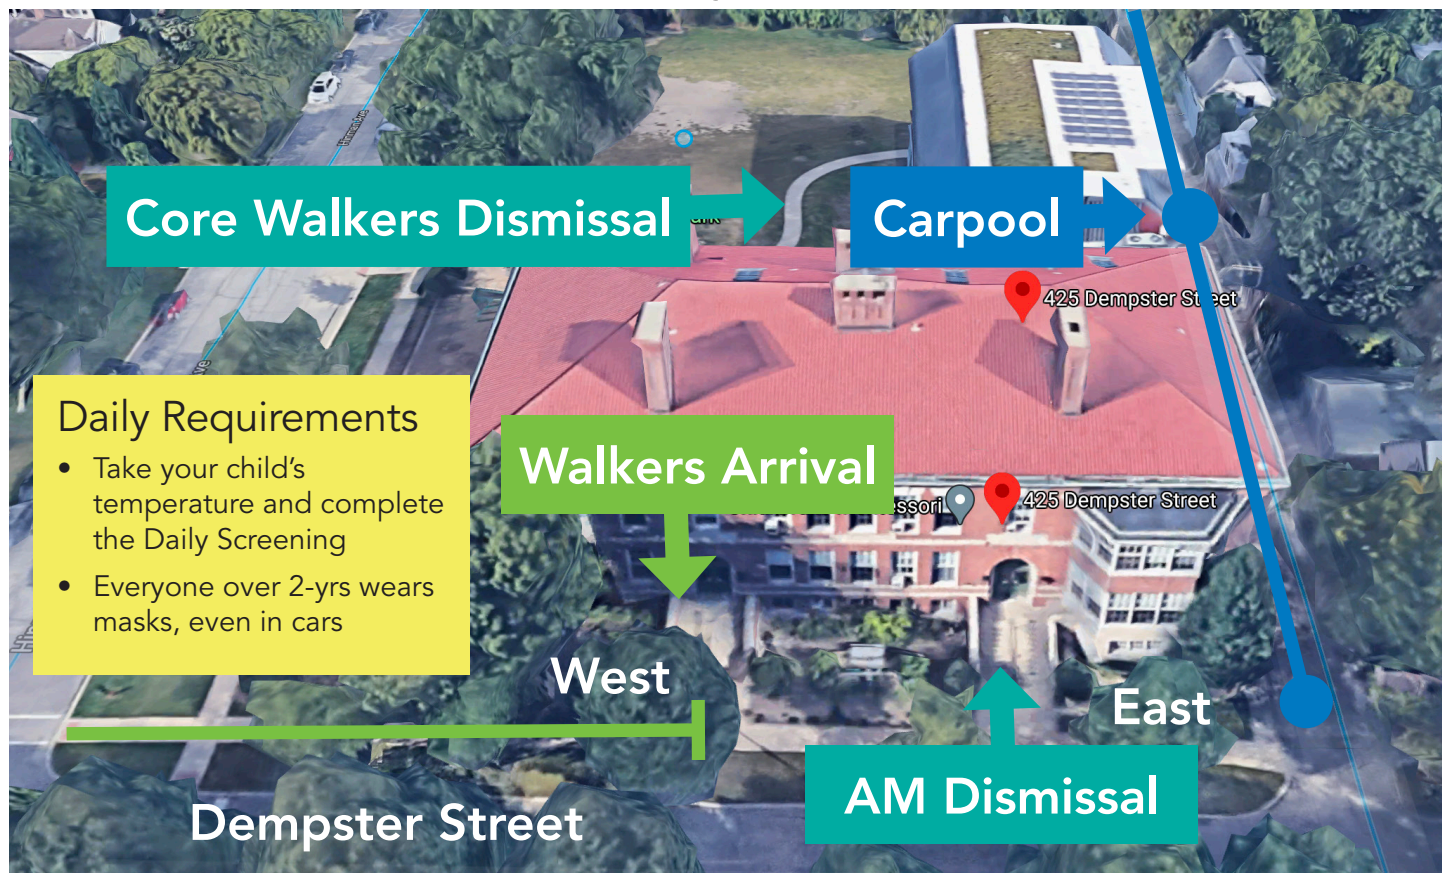 Hinman Ave
Core Walkers Dismissal
Carpool
425 Dempster Street
Daily Requirements
• Take your child's
temperature and complete
the Daily Screening
• Everyone over 2-yrs wears
masks, even in cars
Walkers Arrival
425 Dempster Street
West
East
AM Dismissal
Dempster Street